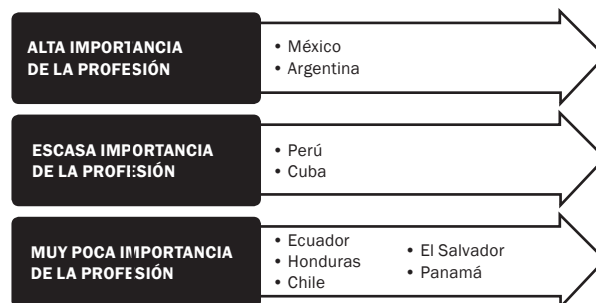 ALTA IMPORTANCIA
DE LA PROFESIÓN
• México
• Argentina
ESCASA IMPORTANCIA
DE LA PROFESIÓN
• Perú
• Cuba
MUY POCA IMPORTANCIA
DE LA PROFESIÓN
• Ecuador
• Honduras
• Chile
• El Salvador
• Panamá